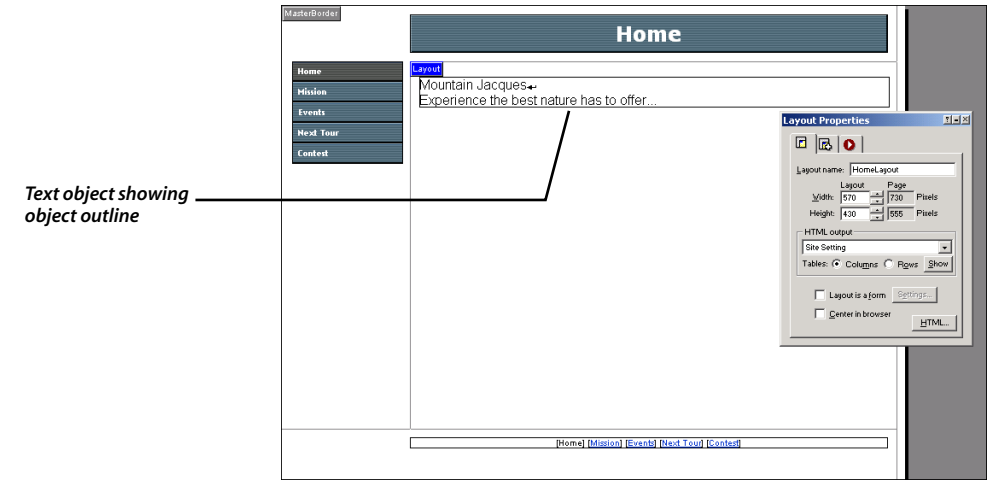 MasterBorder
Home
Home
Mission
Events
Next Tour
Contest
Layout
Mountain Jacques↵
Experience the best nature has to offer...
Text object showing
object outline
Layout Properties
Layout name: HomeLayout
Layout Page
Width: 570 730 Pixels
Height: 430 555 Pixels
HTML output
Site Setting
Tables: Columns Rows Show
Layout is a form Settings...
Center in browser
HTML...
[Home] [Mission] [Events] [Next Tour] [Contest]